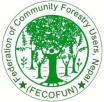 Federation of Community Forestry Users, Nepal
(FECOFUN)